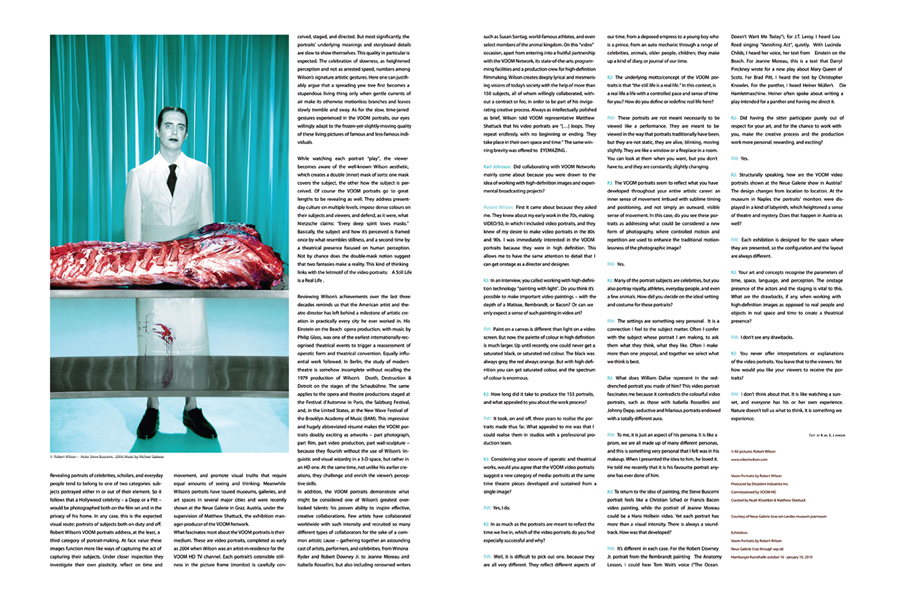 © Robert Wilson - Actor Steve Buscemi, 2004, Music by Michael Galasso
Revealing portraits of celebrities, scholars, and everyday
people tend to belong to one of two categories: sub-
jects portrayed either in or out of their element. So it
follows that a Hollywood celebrity – a Depp or a Pitt –
would be photographed both on the film set and in the
privacy of his home. In any case, this is the expected
visual route: portraits of subjects both on-duty and off.
Robert Wilson's VOOM portraits address, at the least, a
third category of portrait-making. At face value these
images function more like ways of capturing the act of
capturing their subjects. Under closer inspection they
investigate their own plasticity, reflect on time and
movement, and promote visual truths that require
equal amounts of seeing and thinking. Meanwhile
Wilson's portraits have toured museums, galleries, and
art spaces in several major cities and were recently
shown at the Neue Galerie in Graz, Austria, under the
supervision of Matthew Shattuck, the exhibition man-
ager-producer of the VOOM Network.
What fascinates most about the VOOM portraits is their
medium. These are video portraits, completed as early
as 2004 when Wilson was an artist-in-residence for the
VOOM HD TV channel. Each portrait's ostensible still-
ness in the picture frame (monitor) is carefully con-
ceived, staged, and directed. But most significantly, the
portraits' underlying meanings and storyboard details
are slow to show themselves. This quality in particular is
expected. The celebration of slowness, as heightened
perception and not as arrested speed, numbers among
Wilson's signature artistic gestures. Here one can justifi-
ably argue that a spreading yew tree first becomes a
stupendous living thing only when gentle currents of
air make its otherwise motionless branches and leaves
slowly tremble and sway. As for the slow, time-jarred
gestures experienced in the VOOM portraits, our eyes
willingly adapt to the frozen-yet-slightly-moving quality
of these living pictures of famous and less-famous indi-
viduals.
While watching each portrait "play", the viewer
becomes aware of the well-known Wilson aesthetic,
which creates a double (inner) mask of sorts: one mask
covers the subject, the other how the subject is per-
ceived. Of course the VOOM portraits go to great
lengths to be revealing as well. They address present-
day culture on multiple levels, impose dense colours on
their subjects and viewers, and defend, as it were, what
Nietzsche claims: "Every deep spirit loves masks."
Basically, the subject and how its perceived is framed
once by what resembles stillness, and a second time by
a theatrical presence focused on human perception.
Not by chance does the double-mask notion suggest
that two fantasies make a reality. This kind of thinking
links with the leitmotif of the video portraits: A Still Life
is a Real Life .
Reviewing Wilson's achievements over the last three
decades reminds us that the American artist and the-
atre director has left behind a milestone of artistic cre-
ation in practically every city he ever worked in. His
Einstein on the Beach opera production, with music by
Philip Glass, was one of the earliest internationally-rec-
ognised theatrical events to trigger a reassessment of
operatic form and theatrical convention. Equally influ-
ential work followed. In Berlin, the study of modern
theatre is somehow incomplete without recalling the
1979 production of Wilson's Death, Destruction &
Detroit on the stages of the Schaubühne. The same
applies to the opera and theatre productions staged at
the Festival d'Automne in Paris, the Salzburg Festival,
and, in the United States, at the New Wave Festival of
the Brooklyn Academy of Music (BAM). This impressive
and hugely abbreviated résumé makes the VOOM por-
traits doubly exciting as artworks – part photograph,
part film, part video production, part wall-sculpture –
because they flourish without the use of Wilson's lin-
guistic and visual wizardry in a 3-D space, but rather in
an HD one. At the same time, not unlike his earlier cre-
ations, they challenge and enrich the viewer's percep-
tive skills.
In addition, the VOOM portraits demonstrate what
might be considered one of Wilson's greatest over-
looked talents: his proven ability to inspire effective,
creative collaborations. Few artists have collaborated
worldwide with such intensity and recruited so many
different types of collaborators for the sake of a com-
mon artistic cause – gathering together an astounding
cast of artists, performers, and celebrities, from Winona
Ryder and Robert Downey Jr. to Jeanne Moreau and
Isabella Rossellini, but also including renowned writers
such as Susan Sontag, world-famous athletes, and even
select members of the animal kingdom. On this "video"
occasion, apart from entering into a fruitful partnership
with the VOOM Network, its state-of-the-arts program-
ming facilities and a production crew for high-definition
filmmaking, Wilson creates deeply lyrical and mesmeris-
ing visions of today's society with the help of more than
150 subjects, all of whom willingly collaborated, with-
out a contract or fee, in order to be part of his invigo-
rating creative process. Always as intellectually polished
as brief, Wilson told VOOM representative Matthew
Shattuck that his video portraits are "[…] loops. They
repeat endlessly, with no beginning or ending. They
take place in their own space and time." The same win-
ning brevity was offered to EYEMAZING .
Karl Johnson: Did collaborating with VOOM Networks
mainly come about because you were drawn to the
idea of working with high-definition images and experi-
mental broadcasting projects?
Robert Wilson: First it came about because they asked
me. They knew about my early work in the 70s, making
VIDEO/50, in which I included video portraits, and they
knew of my desire to make video portraits in the 80s
and 90s. I was immediately interested in the VOOM
portraits because they were in high definition. This
allows me to have the same attention to detail that I
can get onstage as a director and designer.
KJ: In an interview, you called working with high-defini-
tion technology "painting with light". Do you think it's
possible to make important video paintings – with the
depth of a Matisse, Rembrandt, or Bacon? Or can we
only expect a sense of such painting in video art?
RW: Paint on a canvas is different than light on a video
screen. But now, the palette of colour in high definition
is much larger. Up until recently, one could never get a
saturated black, or saturated red colour. The black was
always grey, the red always orange. But with high defi-
nition you can get saturated colour, and the spectrum
of colour is enormous.
KJ: How long did it take to produce the 153 portraits,
and what appealed to you about the work process?
RW: It took, on and off, three years to realise the por-
traits made thus far. What appealed to me was that I
could realise them in studios with a professional pro-
duction team.
KJ: Considering your oeuvre of operatic and theatrical
works, would you agree that the VOOM video portraits
suggest a new category of media: portraits at the same
time theatre pieces developed and sustained from a
single image?
RW: Yes, I do.
KJ: In as much as the portraits are meant to reflect the
time we live in, which of the video portraits do you find
especially successful and why?
RW: Well, it is difficult to pick out one, because they
are all very different. They reflect different aspects of
our time. From a deposed empress to a young boy who
is a prince, from an auto mechanic through a range of
celebrities, animals, older people, children; they make
up a kind of diary, or journal of our time.
KJ: The underlying motto/concept of the VOOM por-
traits is that "the still life is a real life." In this context, is
a real life a life with a controlled pace and sense of time
for you? How do you define or redefine real life here?
RW: These portraits are not meant necessarily to be
viewed like a performance. They are meant to be
viewed in the way that portraits traditionally have been,
but they are not static, they are alive, blinking, moving
slightly. They are like a window or a fireplace in a room.
You can look at them when you want, but you don't
have to, and they are constantly, slightly changing.
KJ: The VOOM portraits seem to reflect what you have
developed throughout your entire artistic career: an
inner sense of movement imbued with sublime timing
and positioning, and not simply an outward, visible
sense of movement. In this case, do you see these por-
traits as addressing what could be considered a new
form of photography, where controlled motion and
repetition are used to enhance the traditional motion-
lessness of the photographic image?
RW: Yes.
KJ: Many of the portrait subjects are celebrities, but you
also portray royalty, athletes, everyday people, and even
a few animals. How did you decide on the ideal setting
and costume for these portraits?
RW: The settings are something very personal. It is a
connection I feel to the subject matter. Often I confer
with the subject whose portrait I am making, to ask
them what they think, what they like. Often I make
more than one proposal, and together we select what
we think is best.
KJ: What does William Dafoe represent in the red-
drenched portrait you made of him? This video portrait
fascinates me because it contradicts the colourful video
portraits, such as those with Isabella Rossellini and
Johnny Depp, seductive and hilarious portraits endowed
with a totally different aura.
RW: To me, it is just an aspect of his persona. It is like a
prism, we are all made up of many different personas,
and this is something very personal that I felt was in his
makeup. When I presented the idea to him, he loved it.
He told me recently that it is his favourite portrait any-
one has ever done of him.
KJ: To return to the idea of painting, the Steve Buscemi
portrait feels like a Christian Schad or Francis Bacon
video painting, while the portrait of Jeanne Moreau
could be a Hans Holbein video. Yet each portrait has
more than a visual interest. There is always a sound-
track. How was that developed?
RW: It's different in each case. For the Robert Downey
Jr. portrait from the Rembrandt painting The Anatomy
Lesson, I could hear Tom Wait's voice ("The Ocean
Doesn't Want Me Today"), for J.T. Leroy, I heard Lou
Reed singing "Vanishing Act", quietly. With Lucinda
Childs, I heard her voice, her text from Einstein on the
Beach. For Jeanne Moreau, this is a text that Darryl
Pinckney wrote for a new play about Mary Queen of
Scots. For Brad Pitt, I heard the text by Christopher
Knowles. For the panther, I heard Heiner Müller's Die
Hamletmaschine. Heiner often spoke about writing a
play intended for a panther and having me direct it.
KJ: Did having the sitter participate purely out of
respect for your art, and for the chance to work with
you, make the creative process and the production
work more personal, rewarding, and exciting?
RW: Yes.
KJ: Structurally speaking, how are the VOOM video
portraits shown at the Neue Galerie show in Austria?
The design changes from location to location. At the
museum in Naples the portraits' monitors were dis-
played in a kind of labyrinth, which heightened a sense
of theatre and mystery. Does that happen in Austria as
well?
RW: Each exhibition is designed for the space where
they are presented, so the configuration and the layout
are always different.
KJ: Your art and concepts recognise the parameters of
time, space, language, and perception. The onstage
presence of the actors and the staging is vital to this.
What are the drawbacks, if any, when working with
high-definition images as opposed to real people and
objects in real space and time to create a theatrical
presence?
RW: I don't see any drawbacks.
KJ: You never offer interpretations or explanations
of the video portraits. You leave that to the viewers. Yet
how would you like your viewers to receive the por-
traits?
RW: I don't think about that. It is like watching a sun-
set, and everyone has his or her own experience.
Nature doesn't tell us what to think, it is something we
experience.
© All pictures Robert Wilson
www.robertwilson.com
Voom Portraits by Robert Wilson
Produced by Dissident Industries Inc.
Commissioned by VOOM HD
Curated by Noah Khoshbin & Matthew Shattuck
Courtesy of Neue Galerie Graz am Landesmuseum Joanneum
Exhibition:
Voom Portraits by Robert Wilson
Neue Galerie Graz through sep 06
Hamburger Kunsthalle october 16 - january 10, 2010